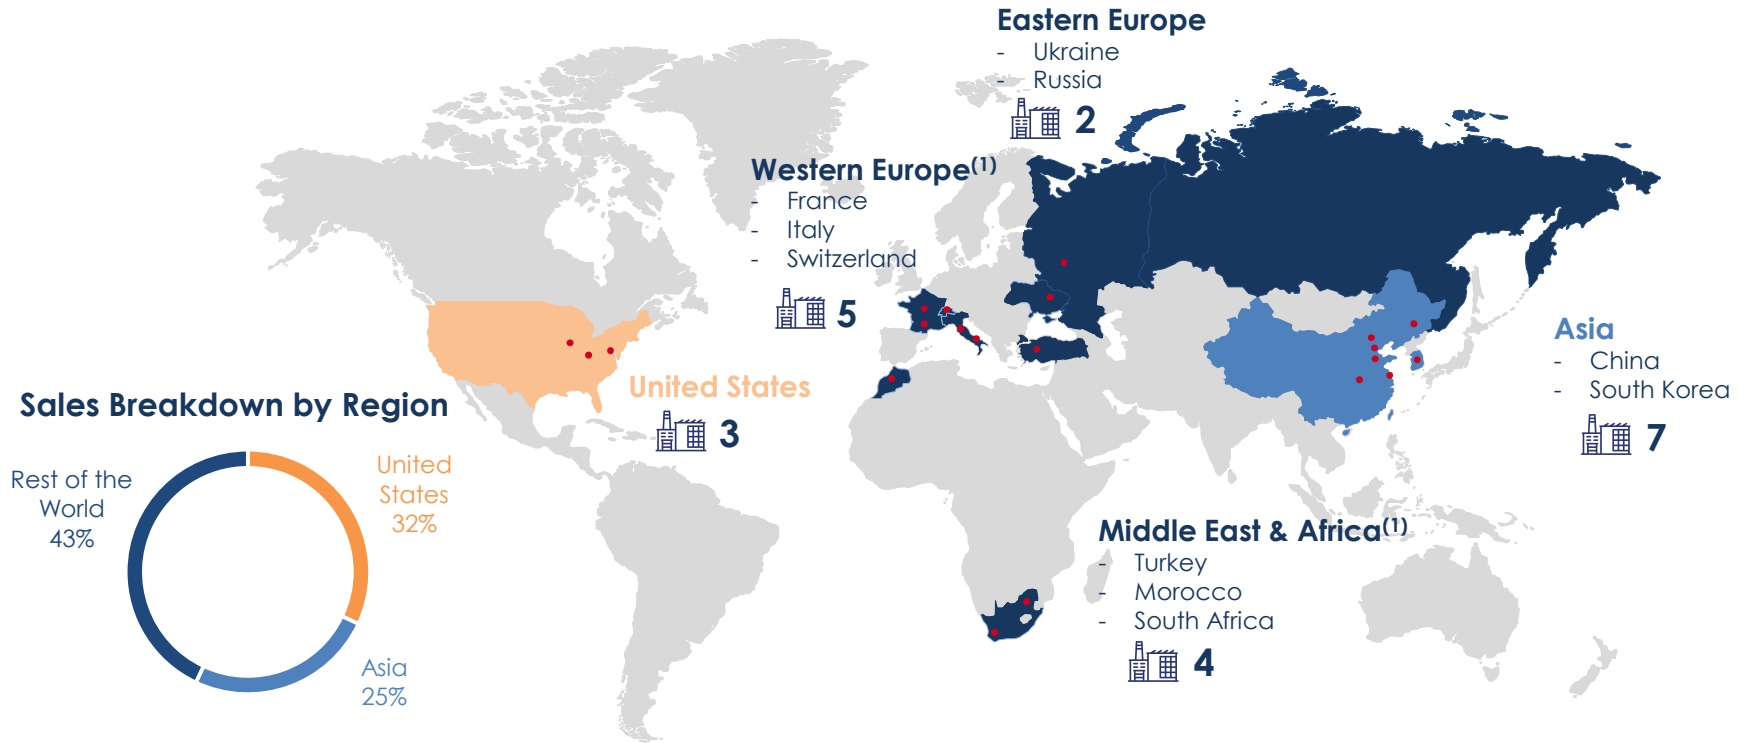 Eastern Europe
- Ukraine
- Russia
2
Western Europe(1)
- France
- Italy
- Switzerland
5
Asia
- China
- South Korea
7
United States
3
Sales Breakdown by Region
Rest of the
World
43%
United
States
32%
Asia
25%
Middle East & Africa(1)
- Turkey
- Morocco
- South Africa
4